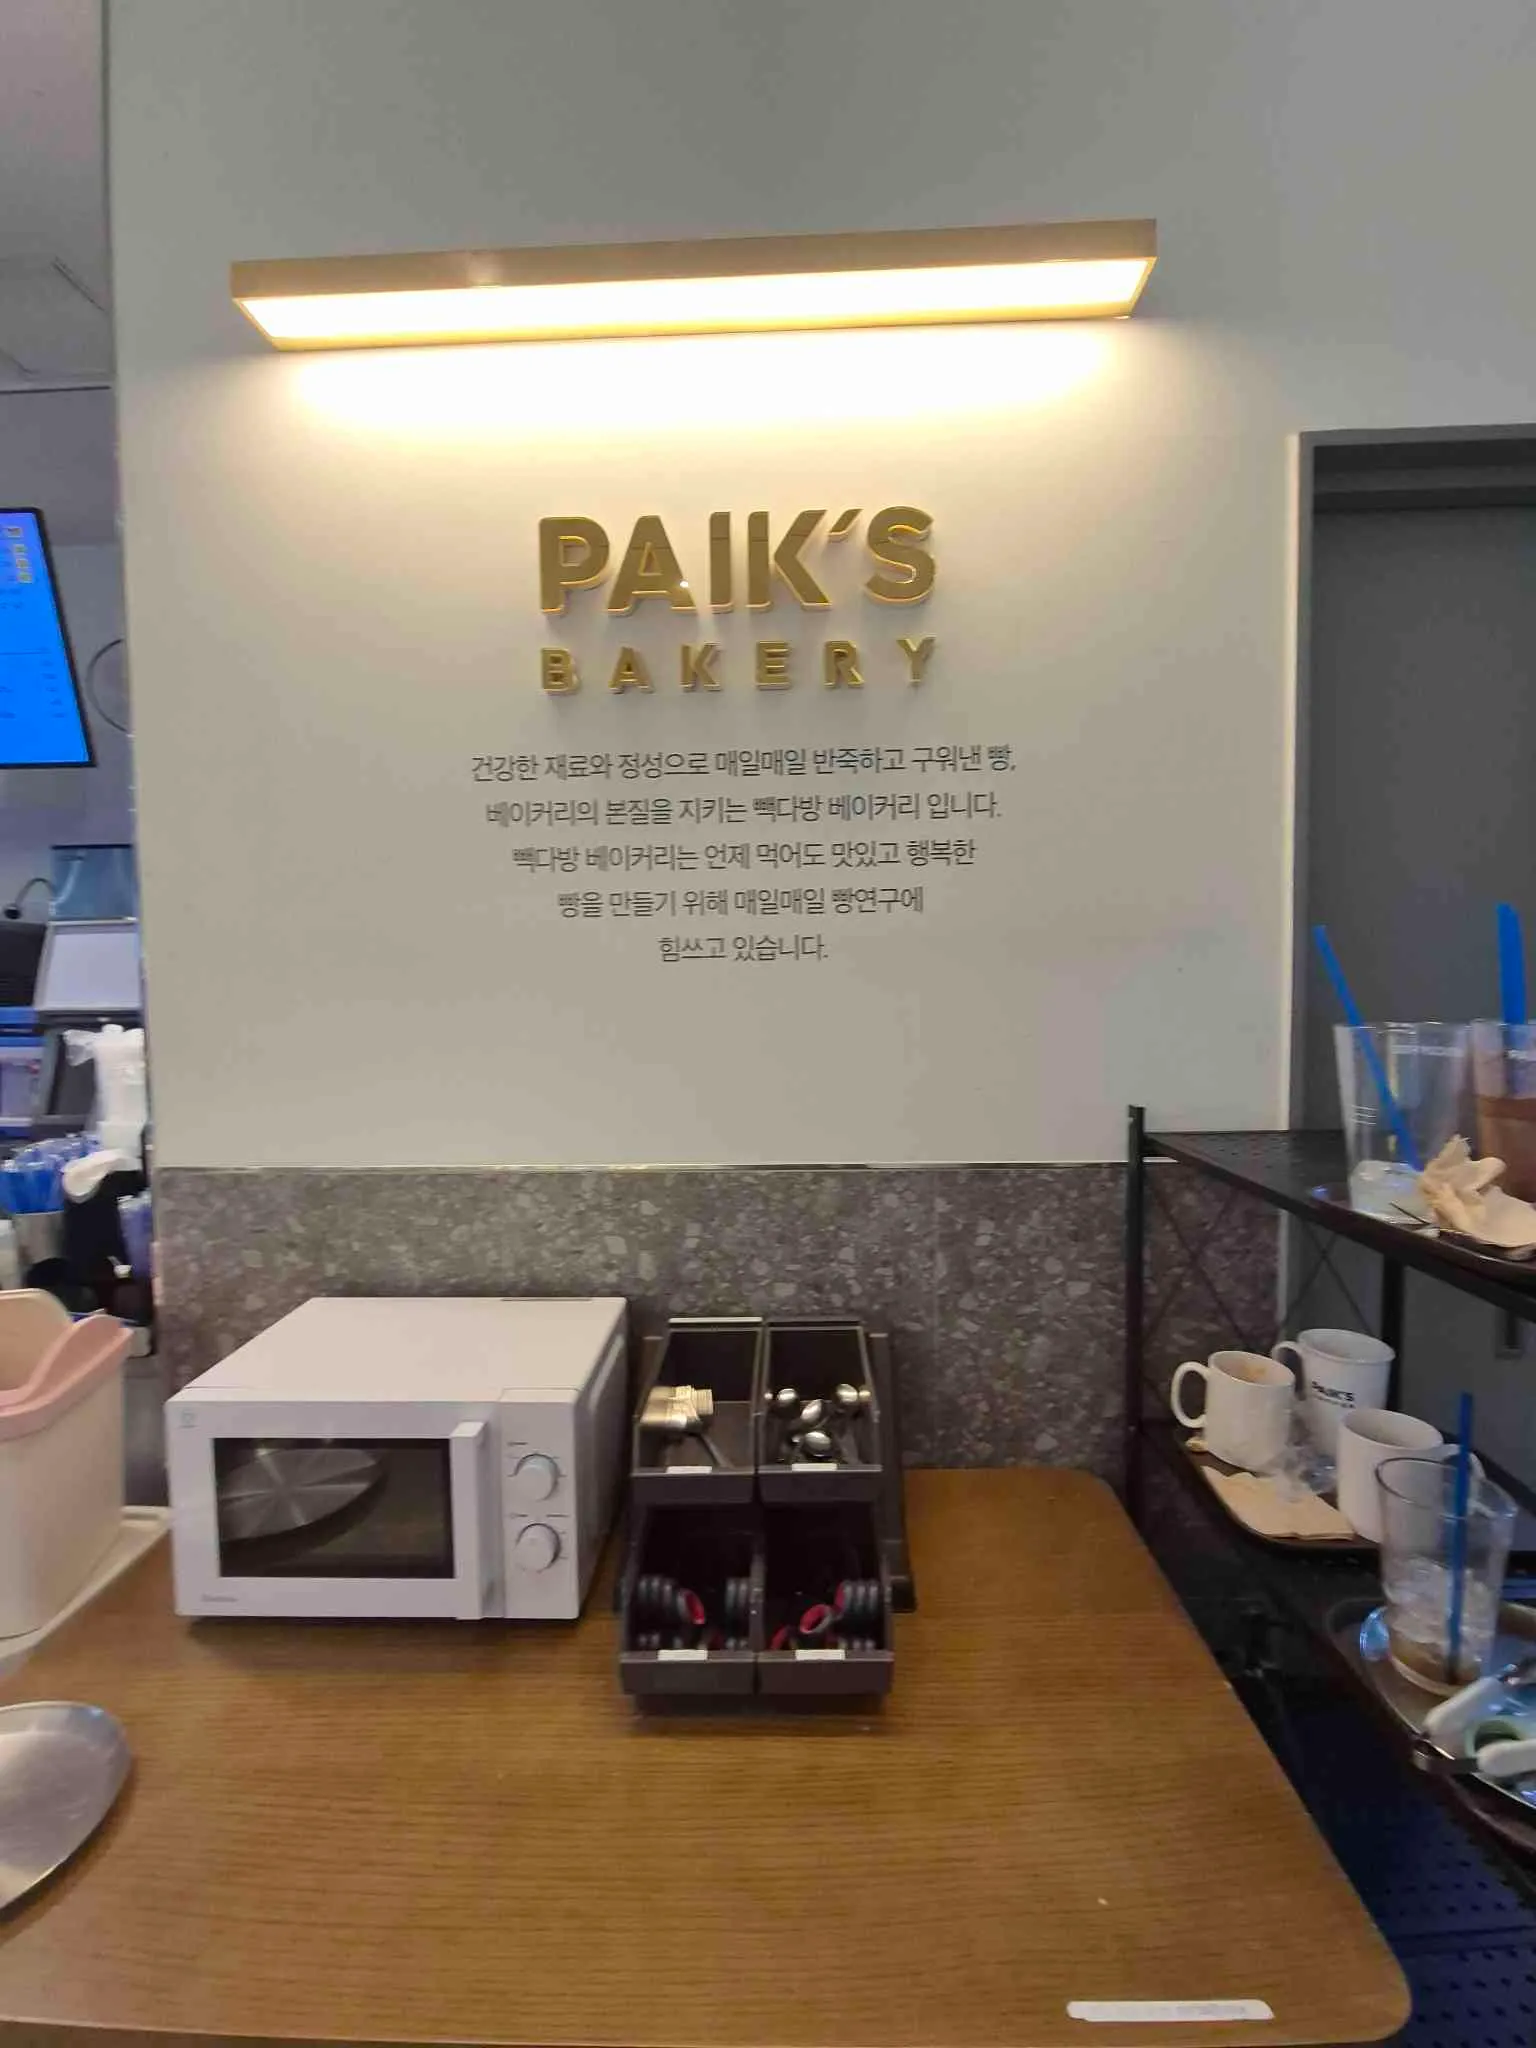 PAIK'S
BAKERY
건강한 재료와 정성으로 매일매일 반죽하고 구워낸 빵,
베이커리의 본질을 지키는 빽다방 베이커리 입니다.
빽다방 베이커리는 언제 먹어도 맛있고 행복한
빵을 만들기 위해 매일매일 빵연구에
힘쓰고 있습니다.
PAIK'S